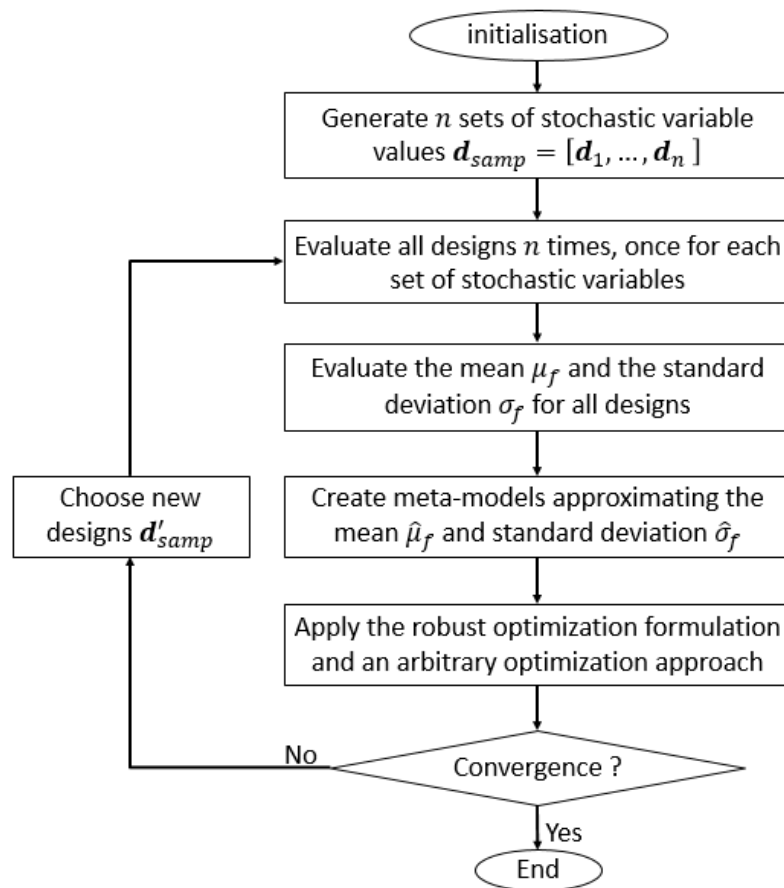 initialisation
Generate n sets of stochastic variable
values d_samp = [d_1, ..., d_n ]
Evaluate all designs n times, once for each
set of stochastic variables
Evaluate the mean μ_f and the standard
deviation σ_f for all designs
Choose new
designs d′_samp
Create meta-models approximating the
mean μ̂_f and standard deviation σ̂_f
Apply the robust optimization formulation
and an arbitrary optimization approach
No
Convergence ?
Yes
End